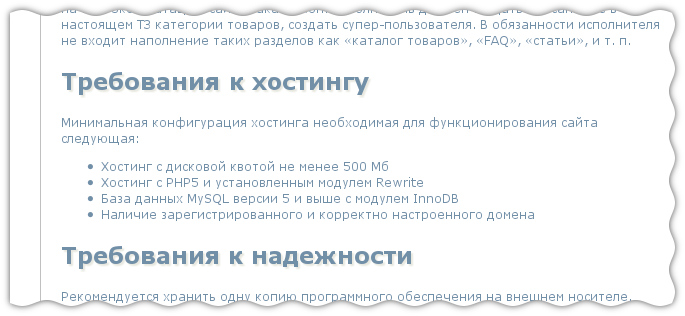 настоящем ТЗ категории товаров, создать супер-пользователя. В обязанности исполнителя
не входит наполнение таких разделов как «каталог товаров», «FAQ», «статьи», и т. п.
Требования к хостингу
Минимальная конфигурация хостинга необходимая для функционирования сайта
следующая:
• Хостинг с дисковой квотой не менее 500 Мб
• Хостинг с PHP5 и установленным модулем Rewrite
• База данных MySQL версии 5 и выше с модулем InnoDB
• Наличие зарегистрированного и корректно настроенного домена
Требования к надежности
Рекомендуется хранить одну копию программного обеспечения на внешнем носителе.